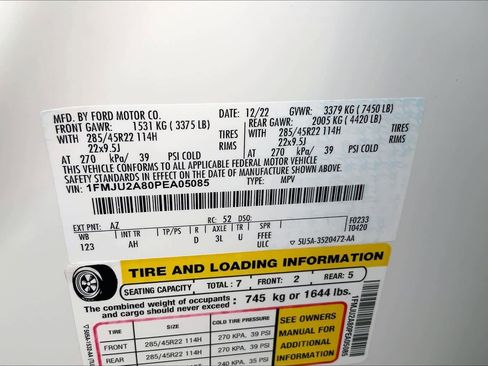 MFD. BY FORD MOTOR CO. 12/22 GVWR: 3379 KG ( 7450 LB)
FRONT GAWR: 1531 KG ( 3375 LB) REAR GAWR: 2005 KG ( 4420 LB)
285/45R22 114H TIRES 285/45R22 114H TIRES
22x9.5J RIMS 22x9.5J RIMS
AT 270 kPa/ 39 PSI COLD AT 270 kPa/ 39 PSI COLD
THIS VEHICLE CONFORMS TO ALL APPLICABLE FEDERAL MOTOR VEHICLE
SAFETY STANDARDS IN EFFECT ON THE DATE OF MANUFACTURE SHOWN ABOVE.
VIN: 1FMJU2A80PEA05085 TYPE: MPV
F0233
T0420
EXT PNT: AZ RC: 52 DSO:
WB INT TR TP/PS R AXLE TR
123 AH D 3L U FFEE
ULC 5U5A-3520472-AA
TIRE AND LOADING INFORMATION
SEATING CAPACITY TOTAL : 7 FRONT: 2 REAR: 5
The combined weight of occupants and cargo should never exceed : 745 kg or 1644 lbs.
TIRE SIZE COLD TIRE PRESSURE
FRONT 285/45R22 114H 270 KPA, 39 PSI
REAR 285/45R22 114H 270 KPA, 39 PSI
240 KPA, 35 PSI
SEE OWNERS
MANUAL FOR
ADDITIONAL
INFORMATION
1FMJU2A80PEA05085